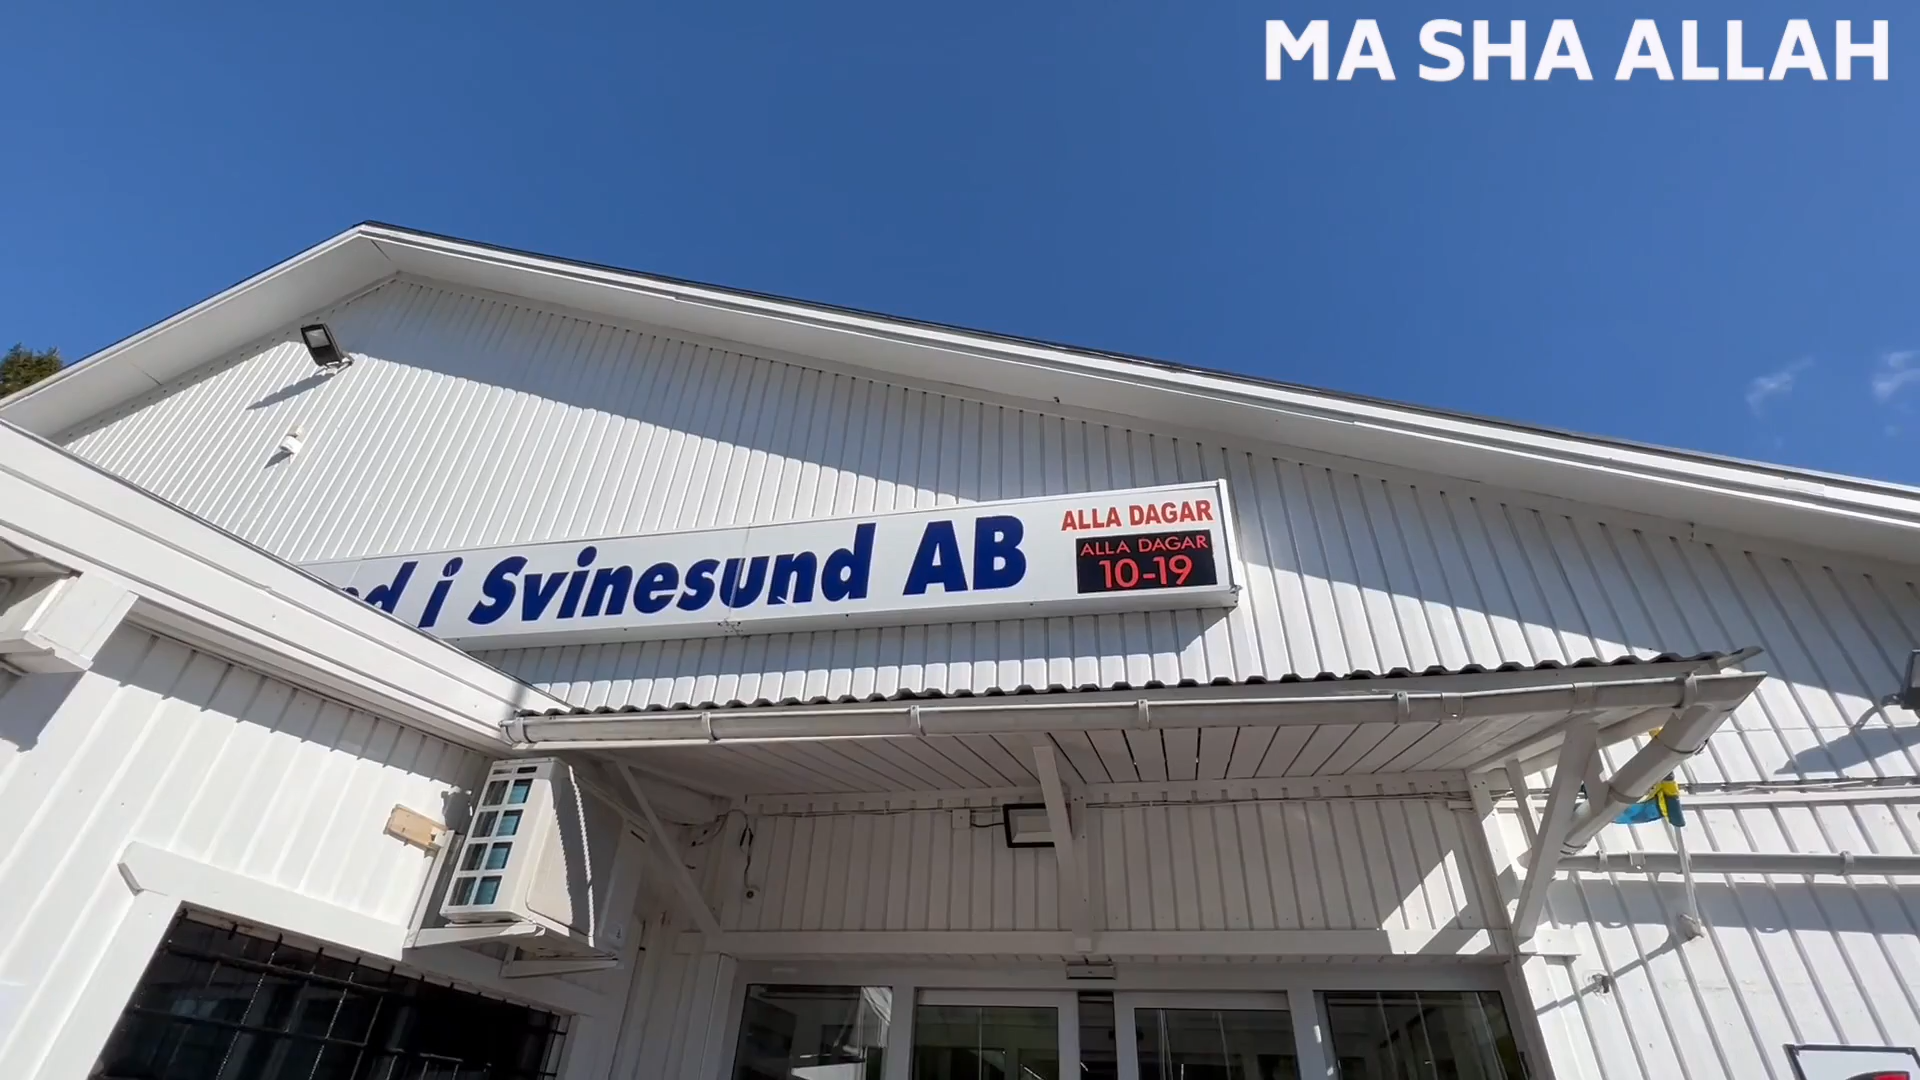 MA SHA ALLAH
i Svinesund AB
ALLA DAGAR
ALLA DAGAR
10-19